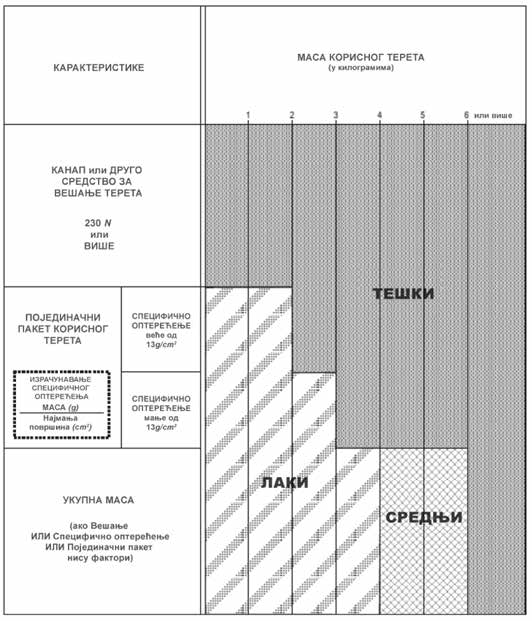 КАРАКТЕРИСТИКЕ
МАСА КОРИСНОГ ТЕРЕТА
(у килограмима)
1 2 3 4 5 6 или више
КАНАП или ДРУГО
СРЕДСТВО ЗА
ВЕШАЊЕ ТЕРЕТА
230 N
или
ВИШЕ
ТЕШКИ
ПОЈЕДИНАЧНИ
ПАКЕТ КОРИСНОГ
ТЕРЕТА
СПЕЦИФИЧНО
ОПТЕРЕЋЕЊЕ
веће од
13g/cm²
ИЗРАЧУНАВАЊЕ
СПЕЦИФИЧНОГ
ОПТЕРЕЋЕЊА
МАСА (g)
Најмања
површина (cm²)
СПЕЦИФИЧНО
ОПТЕРЕЋЕЊЕ
мање од
13g/cm²
ЛАКИ
СРЕДЊИ
УКУПНА МАСА
(ако Вешање
ИЛИ Специфично оптерећење
ИЛИ Појединачни пакет
нису фактори)